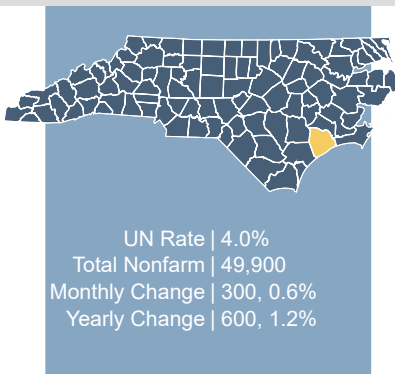 UN Rate | 4.0%
Total Nonfarm | 49,900
Monthly Change | 300, 0.6%
Yearly Change | 600, 1.2%